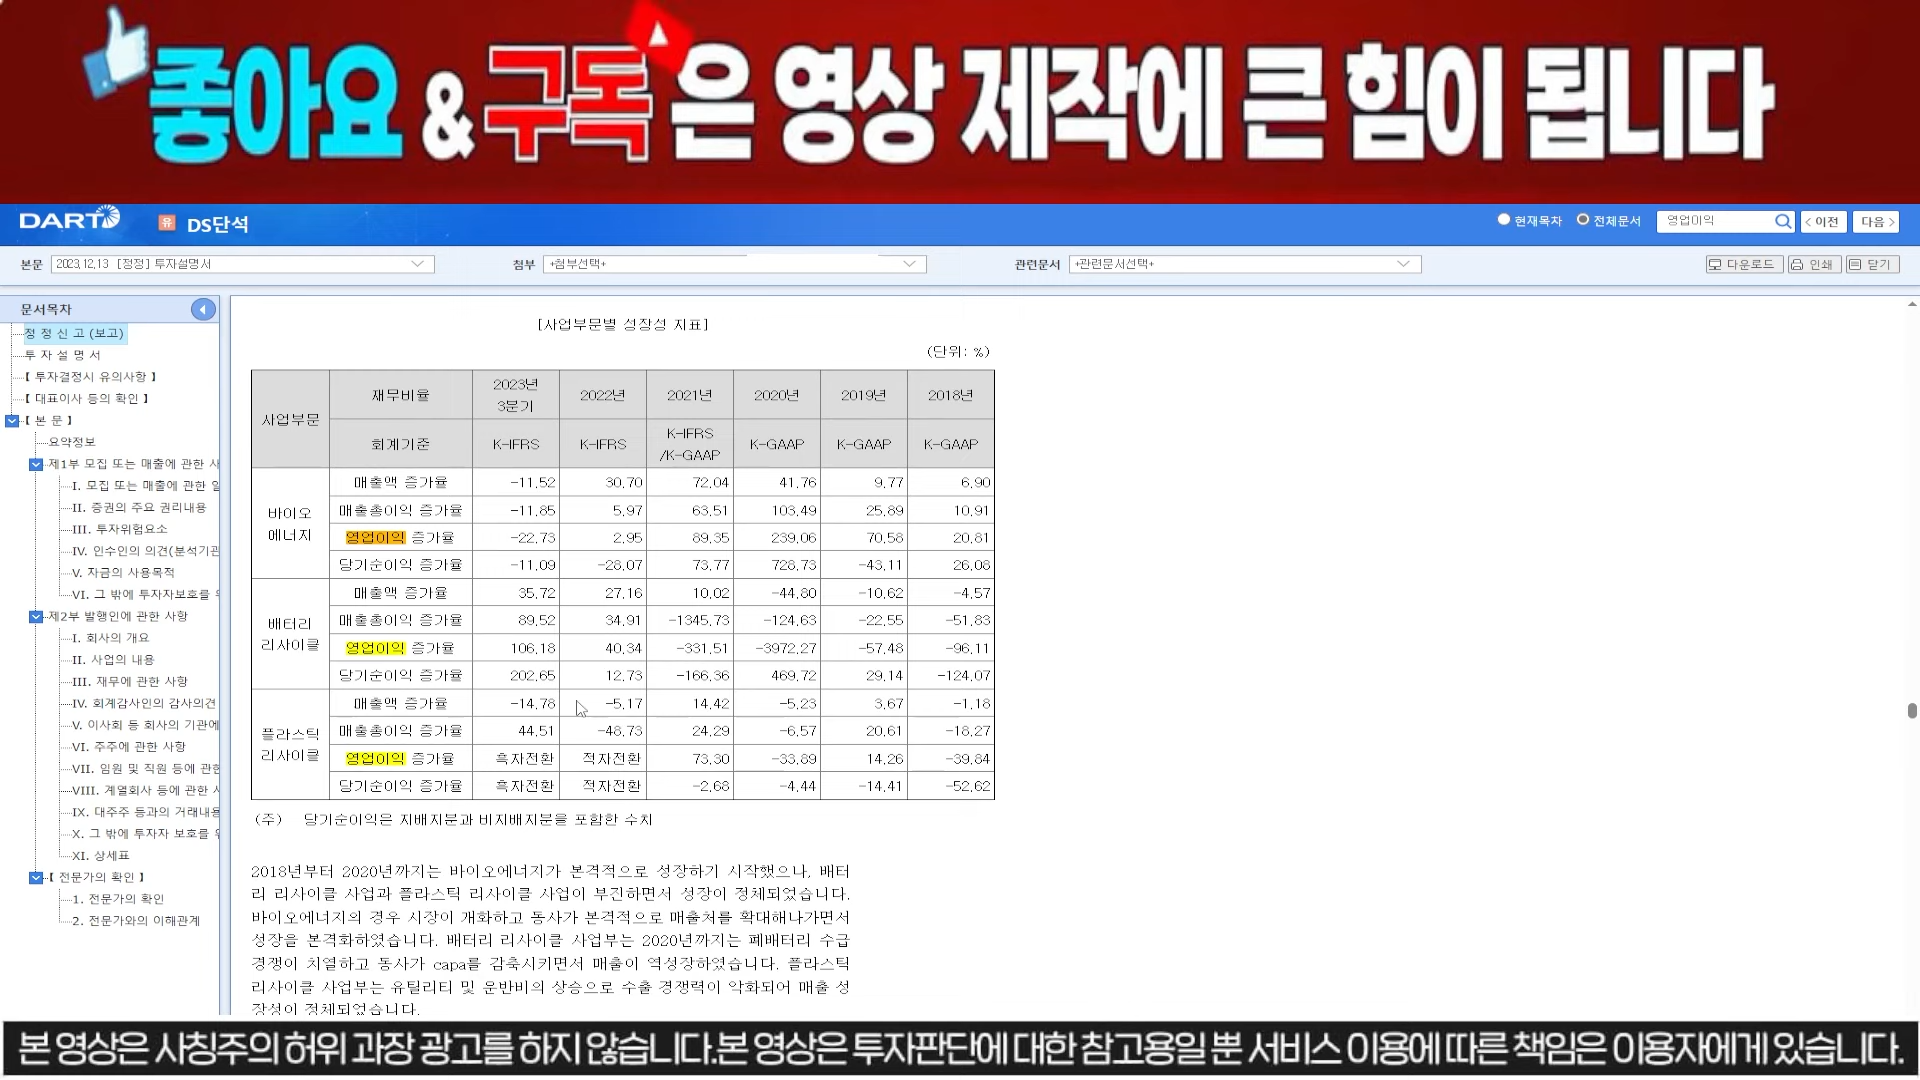 좋아요 & 구독은 영상 제작에 큰 힘이 됩니다
DART 유 DS단석 현재목차 전체문서 영업이익 이전 다음
본문 2023.12.13 [정정] 투자설명서 첨부 +첨부선택+ 관련문서 +관련문서선택+ 다운로드 인쇄 닫기
문서목차
정 정 신 고 (보고)
투 자 설 명 서
【 투자결정시 유의사항 】
【 대표이사 등의 확인 】
【 본 문 】
요약정보
제1부 모집 또는 매출에 관한 사
I. 모집 또는 매출에 관한 일
II. 증권의 주요 권리내용
III. 투자위험요소
IV. 인수인의 의견(분석기관
V. 자금의 사용목적
VI. 그 밖에 투자자보호를 위
제2부 발행인에 관한 사항
I. 회사의 개요
II. 사업의 내용
III. 재무에 관한 사항
IV. 회계감사인의 감사의견
V. 이사회 등 회사의 기관에
VI. 주주에 관한 사항
VII. 임원 및 직원 등에 관한
VIII. 계열회사 등에 관한 사
IX. 대주주 등과의 거래내용
X. 그 밖에 투자자 보호를 위
XI. 상세표
【 전문가의 확인 】
1. 전문가의 확인
2. 전문가와의 이해관계
[사업부문별 성장성 지표]
(단위: %)
사업부문 재무비율 2023년 3분기 2022년 2021년 2020년 2019년 2018년
회계기준 K-IFRS K-IFRS K-IFRS /K-GAAP K-GAAP K-GAAP K-GAAP
바이오 에너지
매출액 증가율 -11.52 30.70 72.04 41.76 9.77 6.90
매출총이익 증가율 -11.85 5.97 63.51 103.49 25.89 10.91
영업이익 증가율 -22.73 2.95 89.35 239.06 70.58 20.81
당기순이익 증가율 -11.09 -28.07 73.77 728.73 -43.11 26.08
배터리 리사이클
매출액 증가율 35.72 27.16 10.02 -44.80 -10.62 -4.57
매출총이익 증가율 89.52 34.91 -1345.73 -124.63 -22.55 -51.83
영업이익 증가율 106.18 40.34 -331.51 -3972.27 -57.48 -96.11
당기순이익 증가율 202.65 12.73 -166.36 469.72 29.14 -124.07
플라스틱 리사이클
매출액 증가율 -14.78 -5.17 14.42 -5.23 3.67 -1.18
매출총이익 증가율 44.51 -48.73 24.29 -6.57 20.61 -18.27
영업이익 증가율 흑자전환 적자전환 73.30 -33.89 14.26 -39.84
당기순이익 증가율 흑자전환 적자전환 -2.68 -4.44 -14.41 -52.62
(주) 당기순이익은 지배지분과 비지배지분을 포함한 수치
2018년부터 2020년까지는 바이오에너지가 본격적으로 성장하기 시작했으나, 배터
리 리사이클 사업과 플라스틱 리사이클 사업이 부진하면서 성장이 정체되었습니다.
바이오에너지의 경우 시장이 개화하고 동사가 본격적으로 매출처를 확대해나가면서
성장을 본격화하였습니다. 배터리 리사이클 사업부는 2020년까지는 폐배터리 수급
경쟁이 치열하고 동사가 capa를 감축시키면서 매출이 역성장하였습니다. 플라스틱
리사이클 사업부는 유틸리티 및 운반비의 상승으로 수출 경쟁력이 악화되어 매출 성
장성이 정체되었습니다.
본 영상은 사칭주의 허위 과장 광고를 하지 않습니다.본 영상은 투자판단에 대한 참고용일 뿐 서비스 이용에 따른 책임은 이용자에게 있습니다.